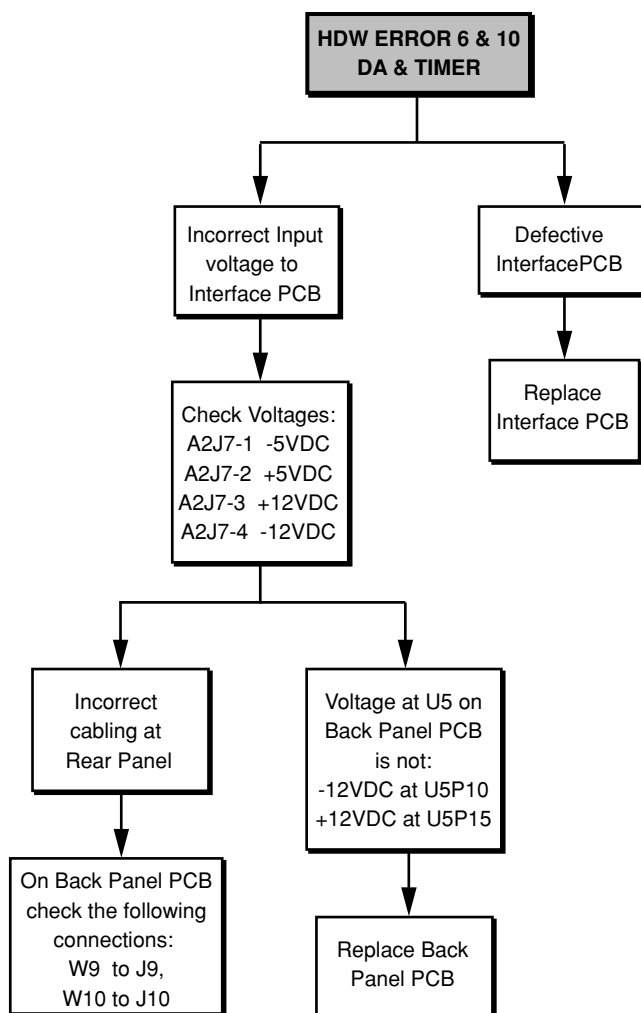 HDW ERROR 6 & 10
DA & TIMER
Incorrect Input
voltage to
Interface PCB
Defective
InterfacePCB
Check Voltages:
A2J7-1 -5VDC
A2J7-2 +5VDC
A2J7-3 +12VDC
A2J7-4 -12VDC
Replace
Interface PCB
Incorrect
cabling at
Rear Panel
Voltage at U5 on
Back Panel PCB
is not:
-12VDC at U5P10
+12VDC at U5P15
On Back Panel PCB
check the following
connections:
W9 to J9,
W10 to J10
Replace Back
Panel PCB